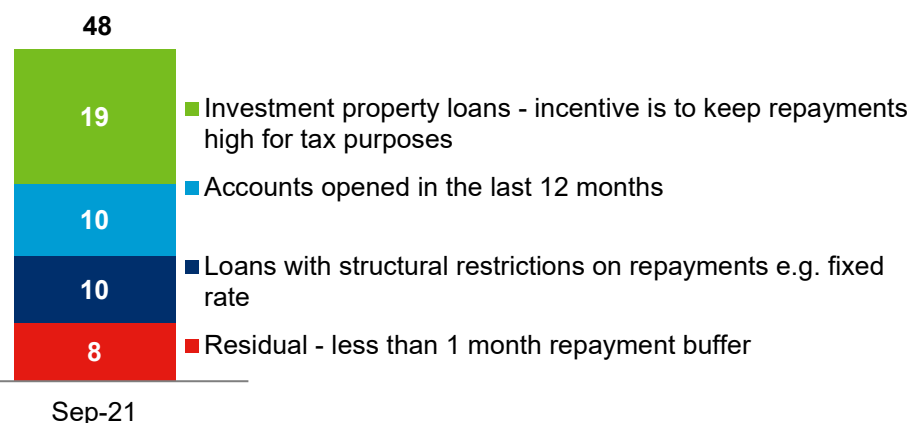 48
19
Investment property loans - incentive is to keep repayments
high for tax purposes
Accounts opened in the last 12 months
10
Loans with structural restrictions on repayments e.g. fixed
10
rate
Residual - less than 1 month repayment buffer
8
Sep-21